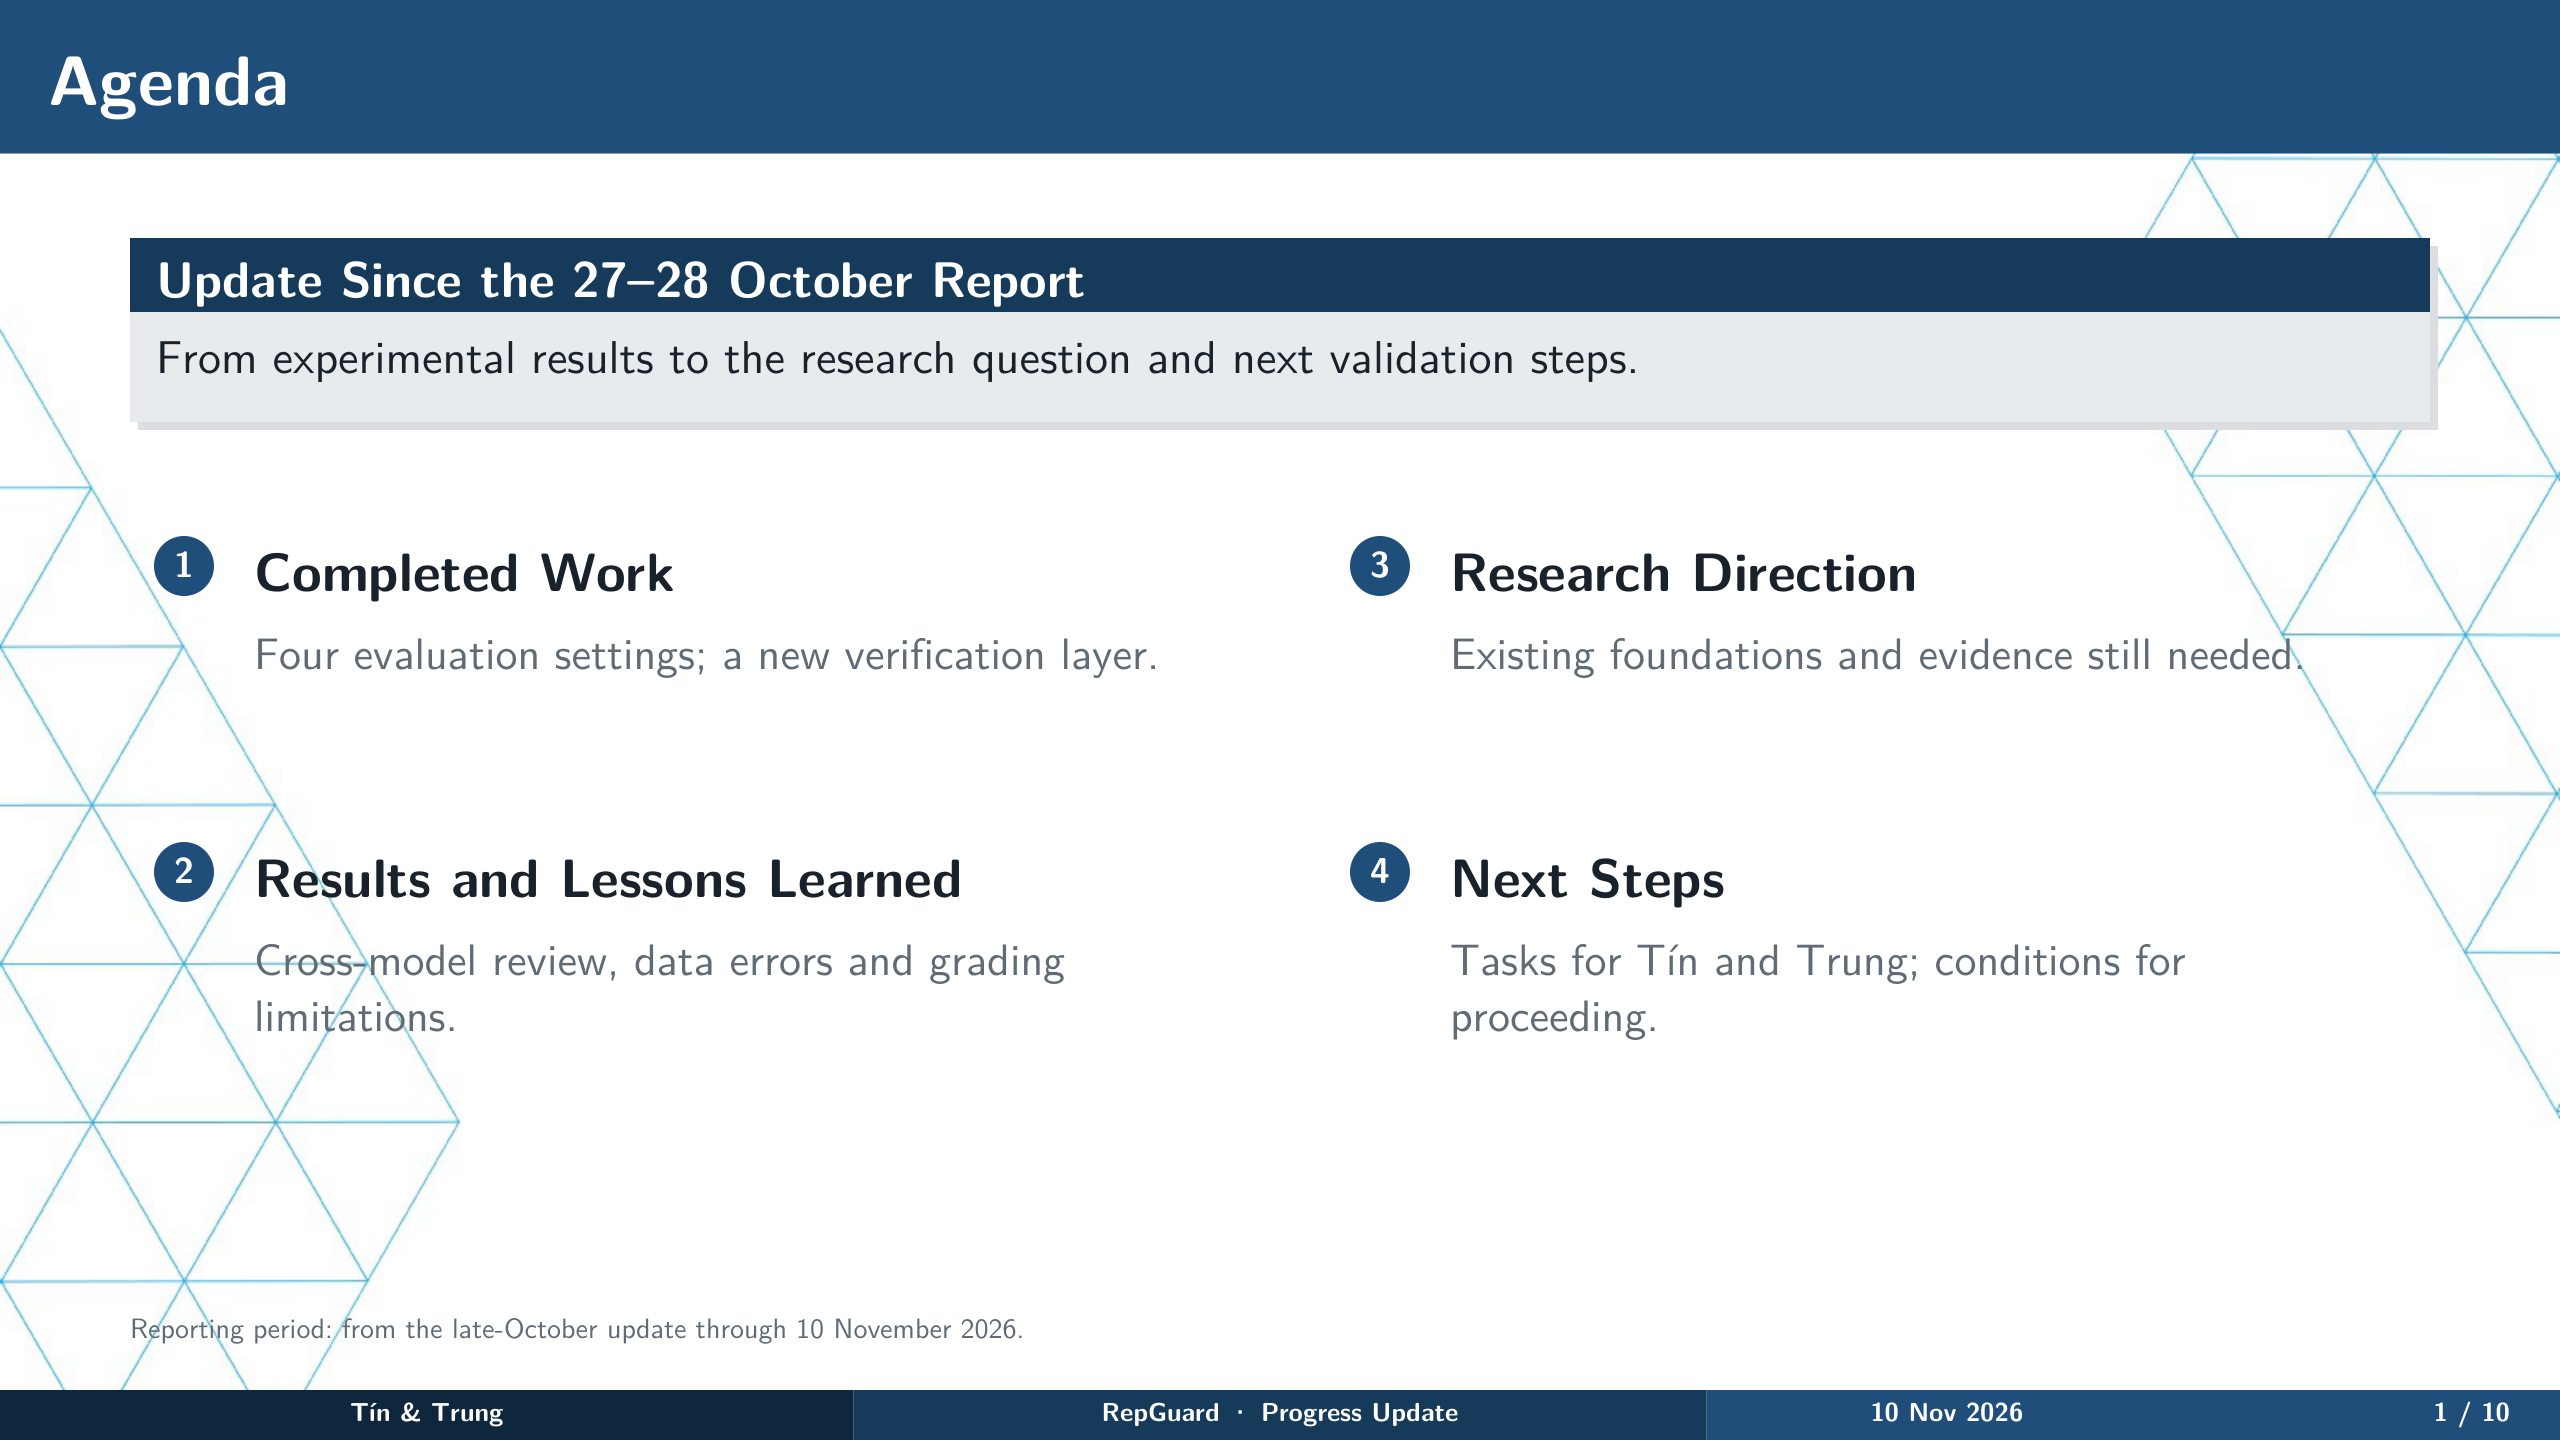 Agenda
Update Since the 27–28 October Report
From experimental results to the research question and next validation steps.
1 Completed Work
Four evaluation settings; a new verification layer.
2 Results and Lessons Learned
Cross-model review, data errors and grading
limitations.
3 Research Direction
Existing foundations and evidence still needed.
4 Next Steps
Tasks for Tín and Trung; conditions for
proceeding.
Reporting period: from the late-October update through 10 November 2026.
Tín & Trung
RepGuard · Progress Update
10 Nov 2026
1 / 10